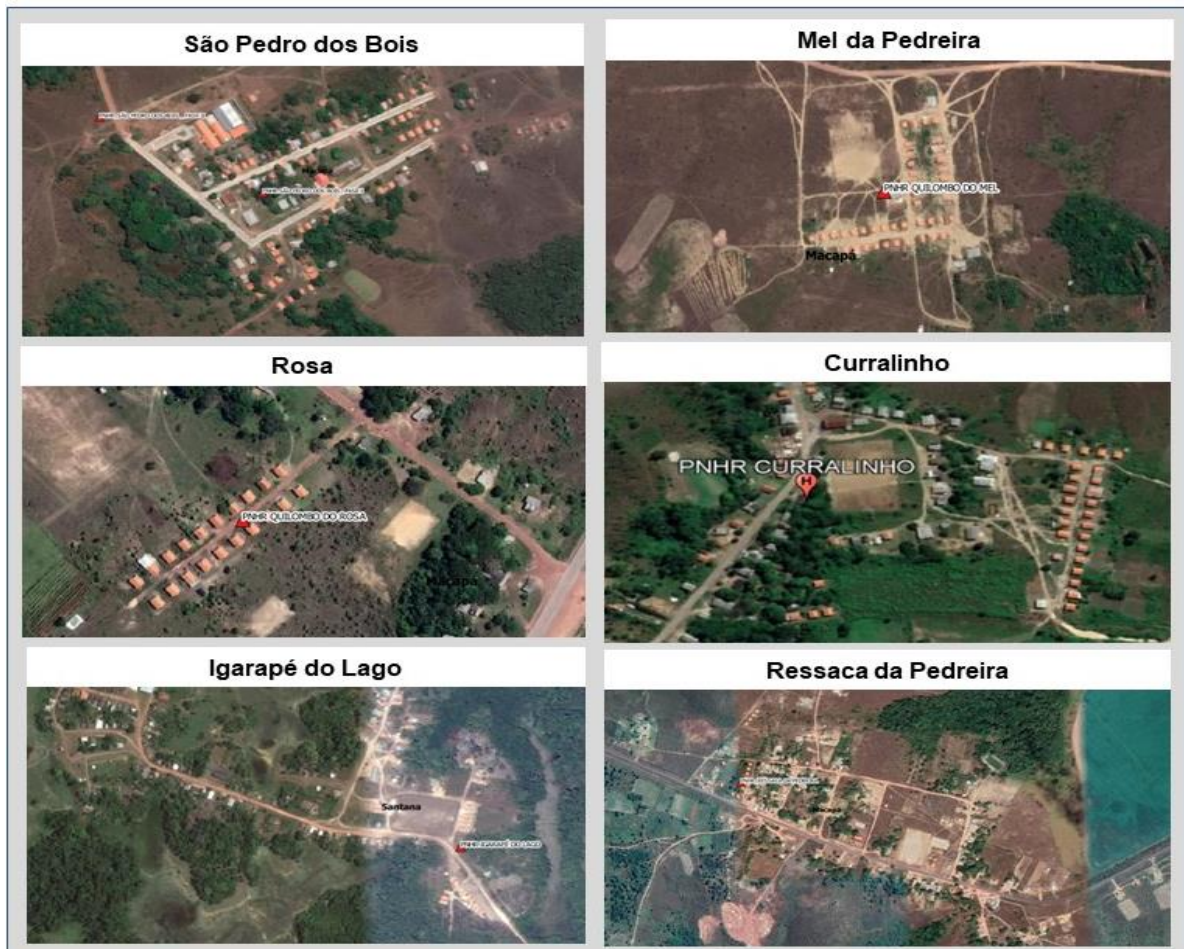 São Pedro dos Bois
Mel da Pedreira
PNHR QUILOMBO DO MEL
Macapá
Rosa
Curralinho
PNHR QUILOMBO DO ROSA
Macapá
PNHR CURRALINHO
H
Igarapé do Lago
Ressaca da Pedreira
Santana
PNHR IGARAPÉ DO LAGO